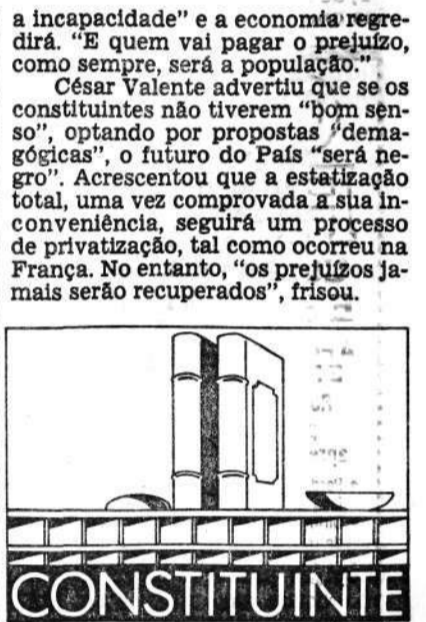 a incapacidade” e a economia regre-
dirá. “E quem vai pagar o prejuízo,
como sempre, será a população.”
César Valente advertiu que se os
constituintes não tiverem “bom sen-
so”, optando por propostas “dema-
gógicas”, o futuro do País “será ne-
gro”. Acrescentou que a estatização
total, uma vez comprovada a sua in-
conveniência, seguirá um processo
de privatização, tal como ocorreu na
França. No entanto, “os prejuízos ja-
mais serão recuperados”, frisou.
CONSTITUINTE